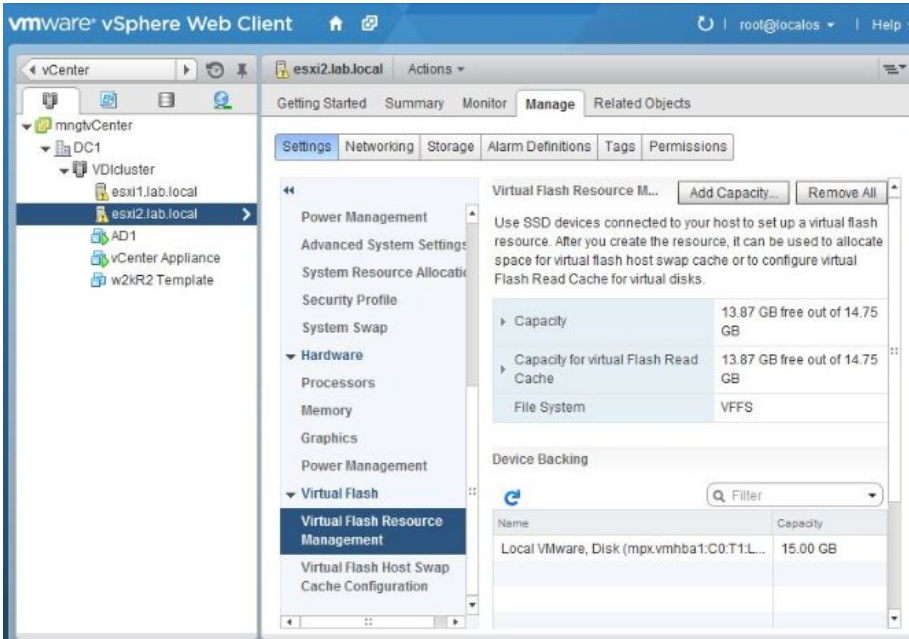 vmware® vSphere Web Client
root@localos
Help
vCenter
esxi2.lab.local
Actions
Getting Started Summary Monitor Manage Related Objects
mngtvCenter
DC1
VDIcluster
esxi1.lab.local
esxi2.lab.local
AD1
vCenter Appliance
w2kR2 Template
Settings Networking Storage Alarm Definitions Tags Permissions
Power Management
Advanced System Settings
System Resource Allocatic
Security Profile
System Swap
Hardware
Processors
Memory
Graphics
Power Management
Virtual Flash
Virtual Flash Resource
Management
Virtual Flash Host Swap
Cache Configuration
Virtual Flash Resource M...
Add Capacity...
Remove All
Use SSD devices connected to your host to set up a virtual flash
resource. After you create the resource, it can be used to allocate
space for virtual flash host swap cache or to configure virtual
Flash Read Cache for virtual disks.
Capacity
13.87 GB free out of 14.75
GB
Capacity for virtual Flash Read
Cache
13.87 GB free out of 14.75
GB
File System
VFFS
Device Backing
Filter
Name
Capacity
Local VMware, Disk (mpx.vmhba1:C0:T1:L...
15.00 GB